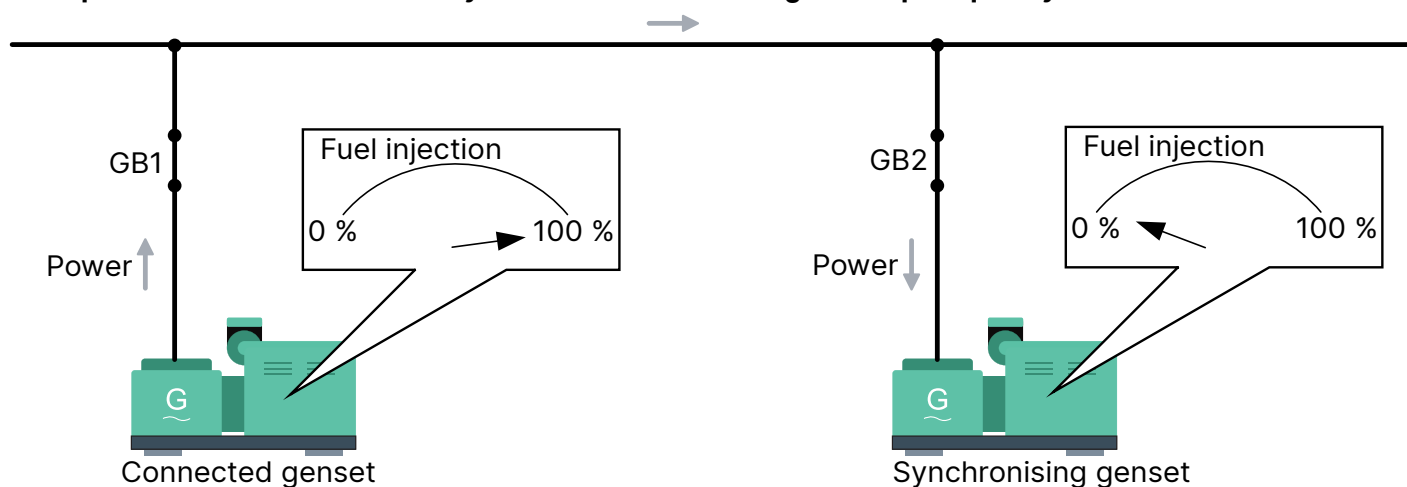 Fuel injection
0 %
100 %
GB1
Power
G
Connected genset
Fuel injection
0 %
100 %
GB2
Power
G
Synchronising genset